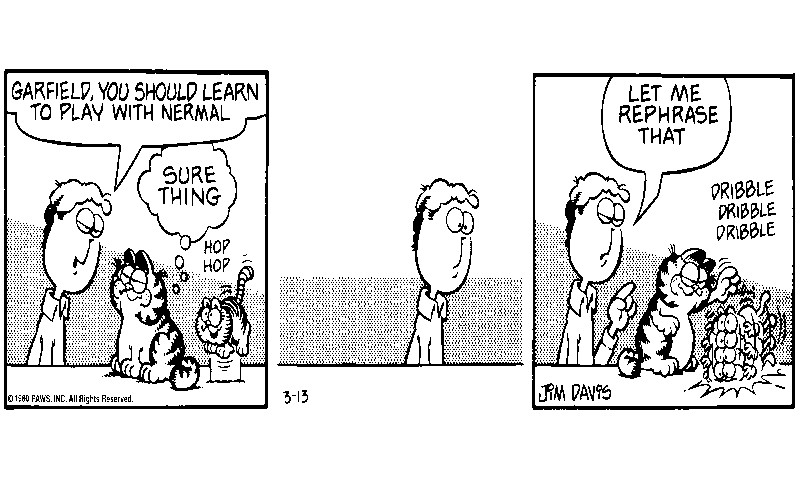 GARFIELD, YOU SHOULD LEARN
TO PLAY WITH NERMAL
SURE
THING
HOP
HOP
© 1990 PAWS, INC. All Rights Reserved.
3-13
LET ME
REPHRASE
THAT
DRIBBLE
DRIBBLE
DRIBBLE
JIM DAVIS